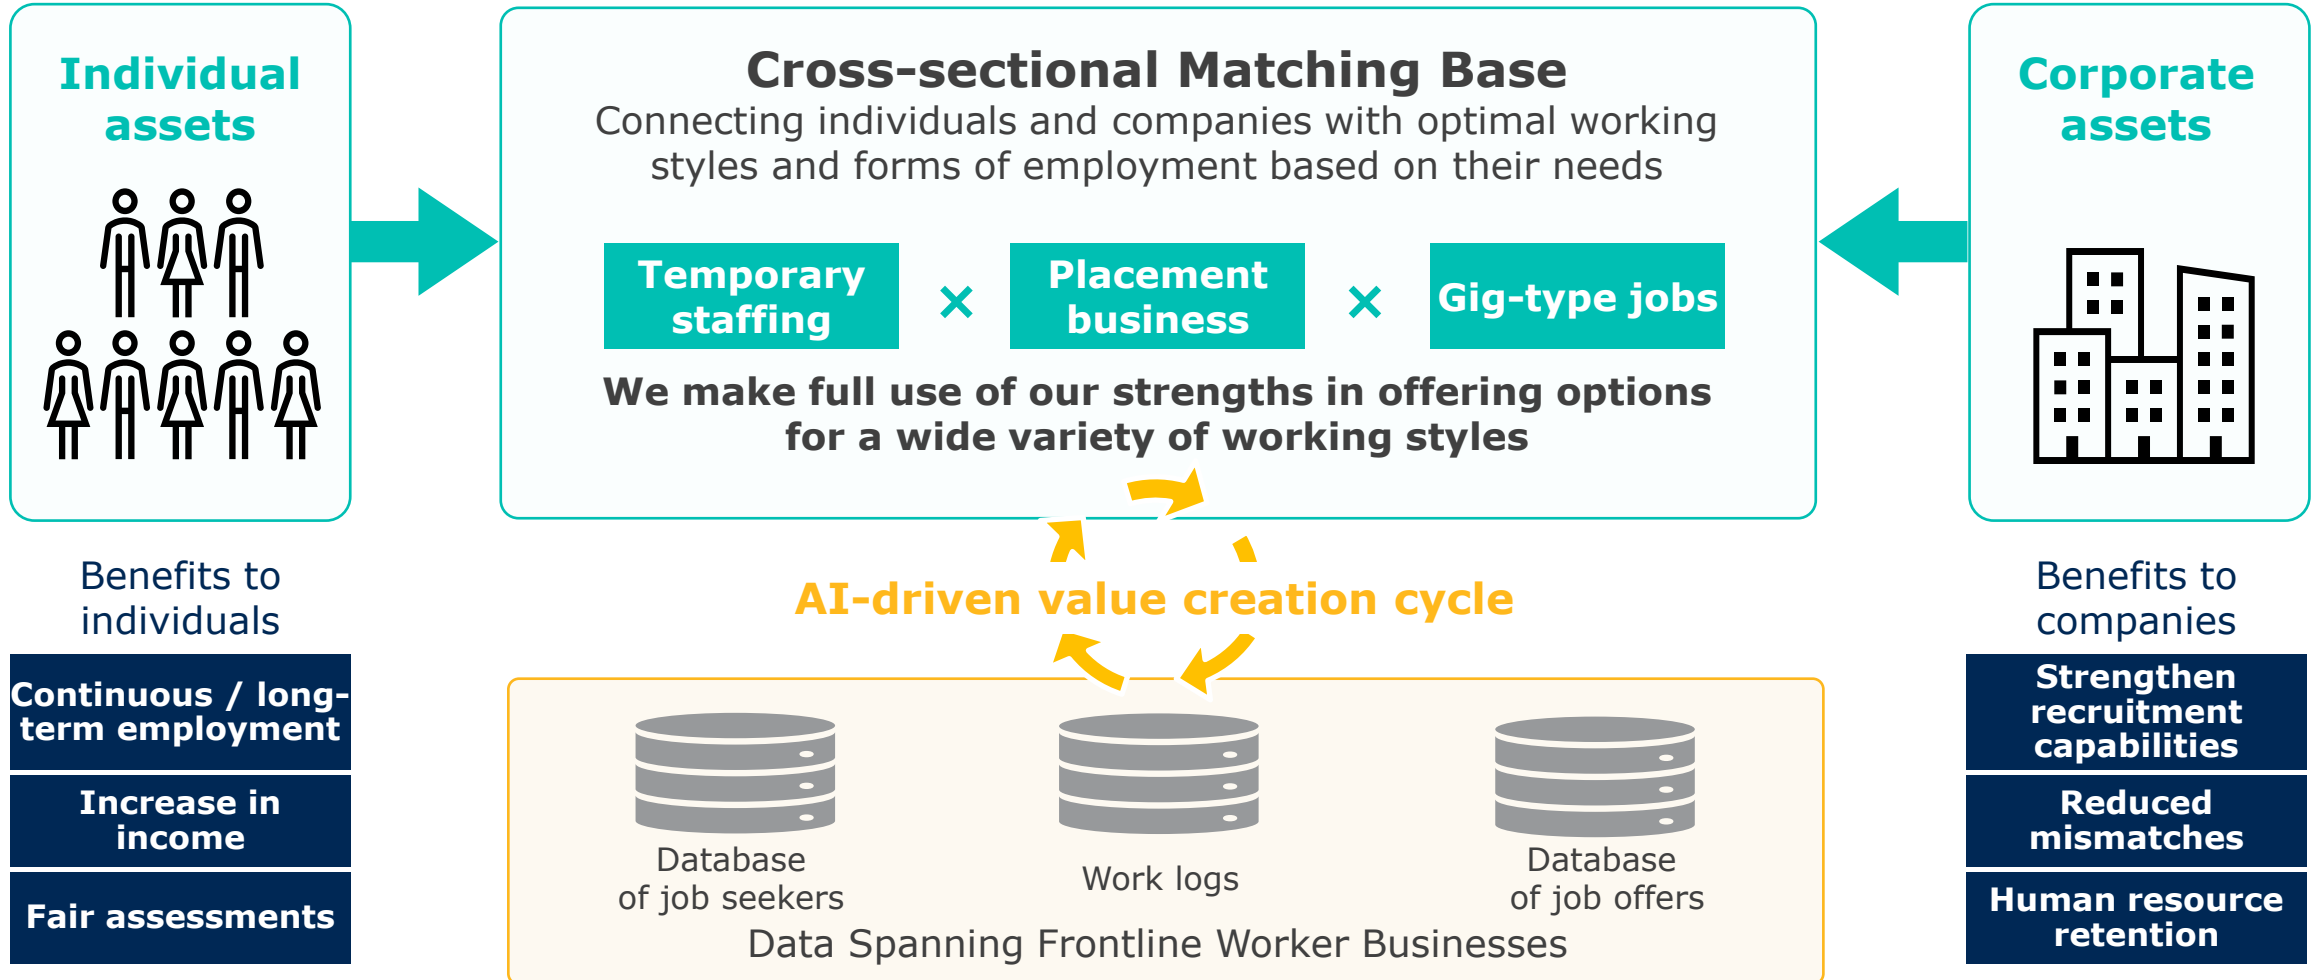 Individual
assets
Cross-sectional Matching Base
Connecting individuals and companies with optimal working
styles and forms of employment based on their needs
Temporary
staffing
×
Placement
business
×
Gig-type jobs
We make full use of our strengths in offering options
for a wide variety of working styles
Corporate
assets
AI-driven value creation cycle
Benefits to
individuals
Continuous / long-
term employment
Increase in
income
Fair assessments
Database
of job seekers
Work logs
Database
of job offers
Data Spanning Frontline Worker Businesses
Benefits to
companies
Strengthen
recruitment
capabilities
Reduced
mismatches
Human resource
retention